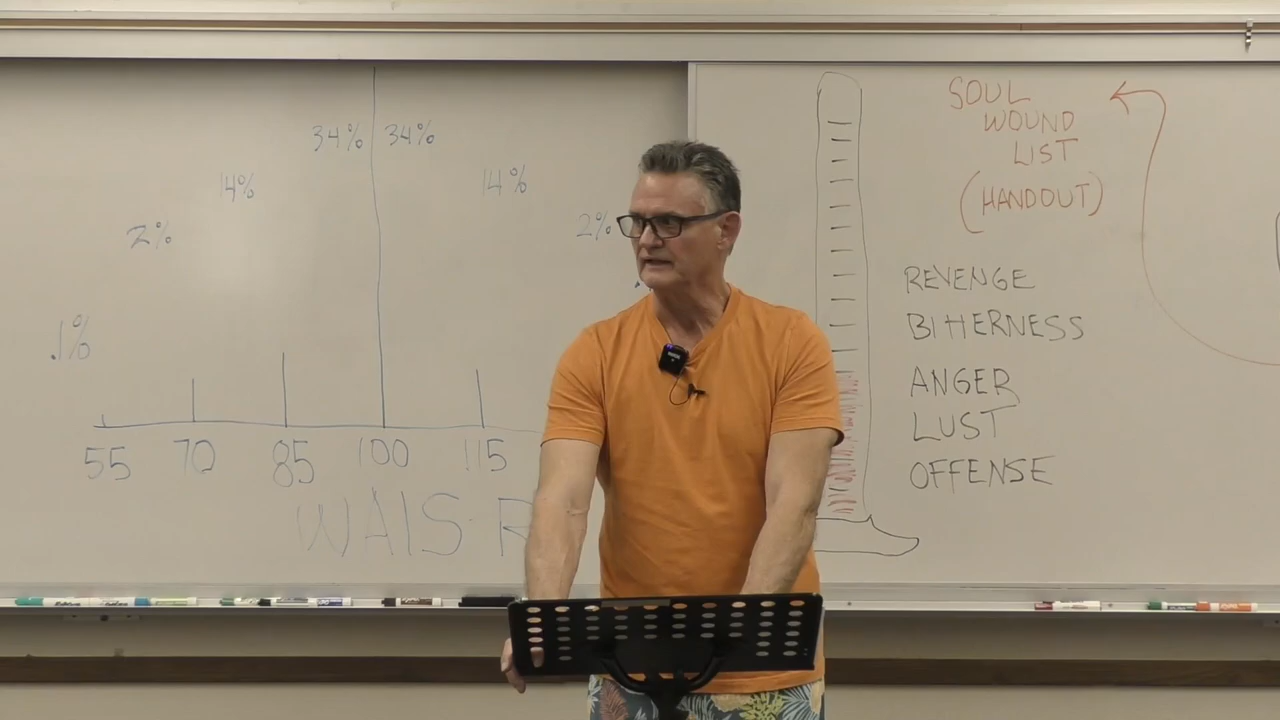 34% 34%
14% 14%
2% 2%
.1%
55 70 85 100 115
WAIS-R
SOUL
WOUND
LIST
(HANDOUT)
REVENGE
BITTERNESS
ANGER
LUST
OFFENSE